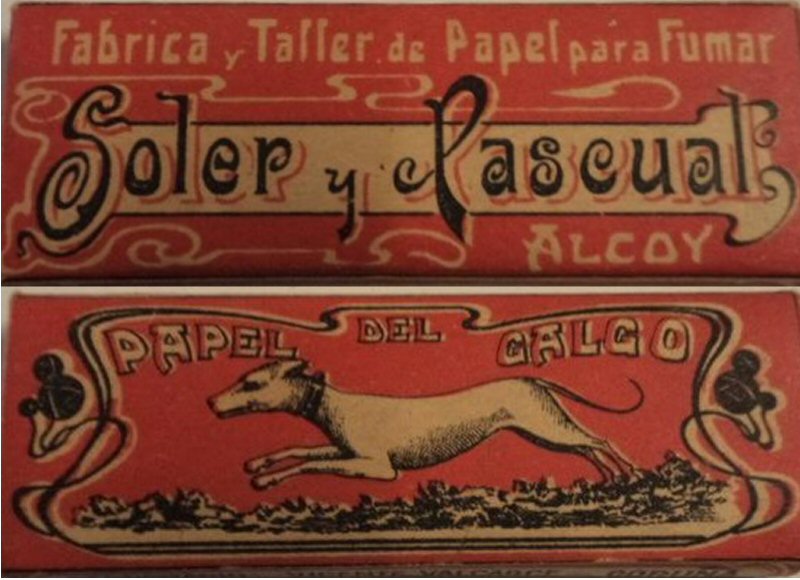 Fabrica y Taller de Papel para Fumar
Soler y Pascual
ALCOY
PAPEL DEL GALGO